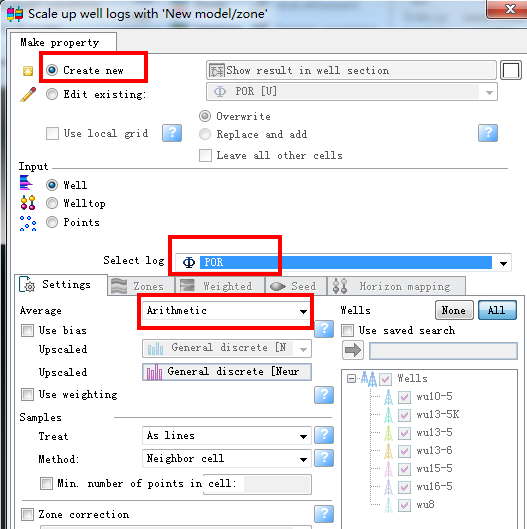 Scale up well logs with 'New model/zone'
Make property
Create new
Show result in well section
Edit existing:
POR [U]
Overwrite
Use local grid
?
Replace and add
?
Leave all other cells
Input
Well
Welltop
Points
Select log
Φ POR
Settings
Zones
Weighted
Seed
Horizon mapping
Average
Arithmetic
Wells
None
All
Use bias
?
Use saved search
Upscaled
General discrete [N
Upscaled
General discrete [Neur
Wells
Use weighting
?
wu10-5
wu13-5K
Samples
wu13-5
Treat
As lines
?
wu13-6
Method:
Neighbor cell
?
wu15-5
wu16-5
Min. number of points in cell:
wu8
Zone correction
?